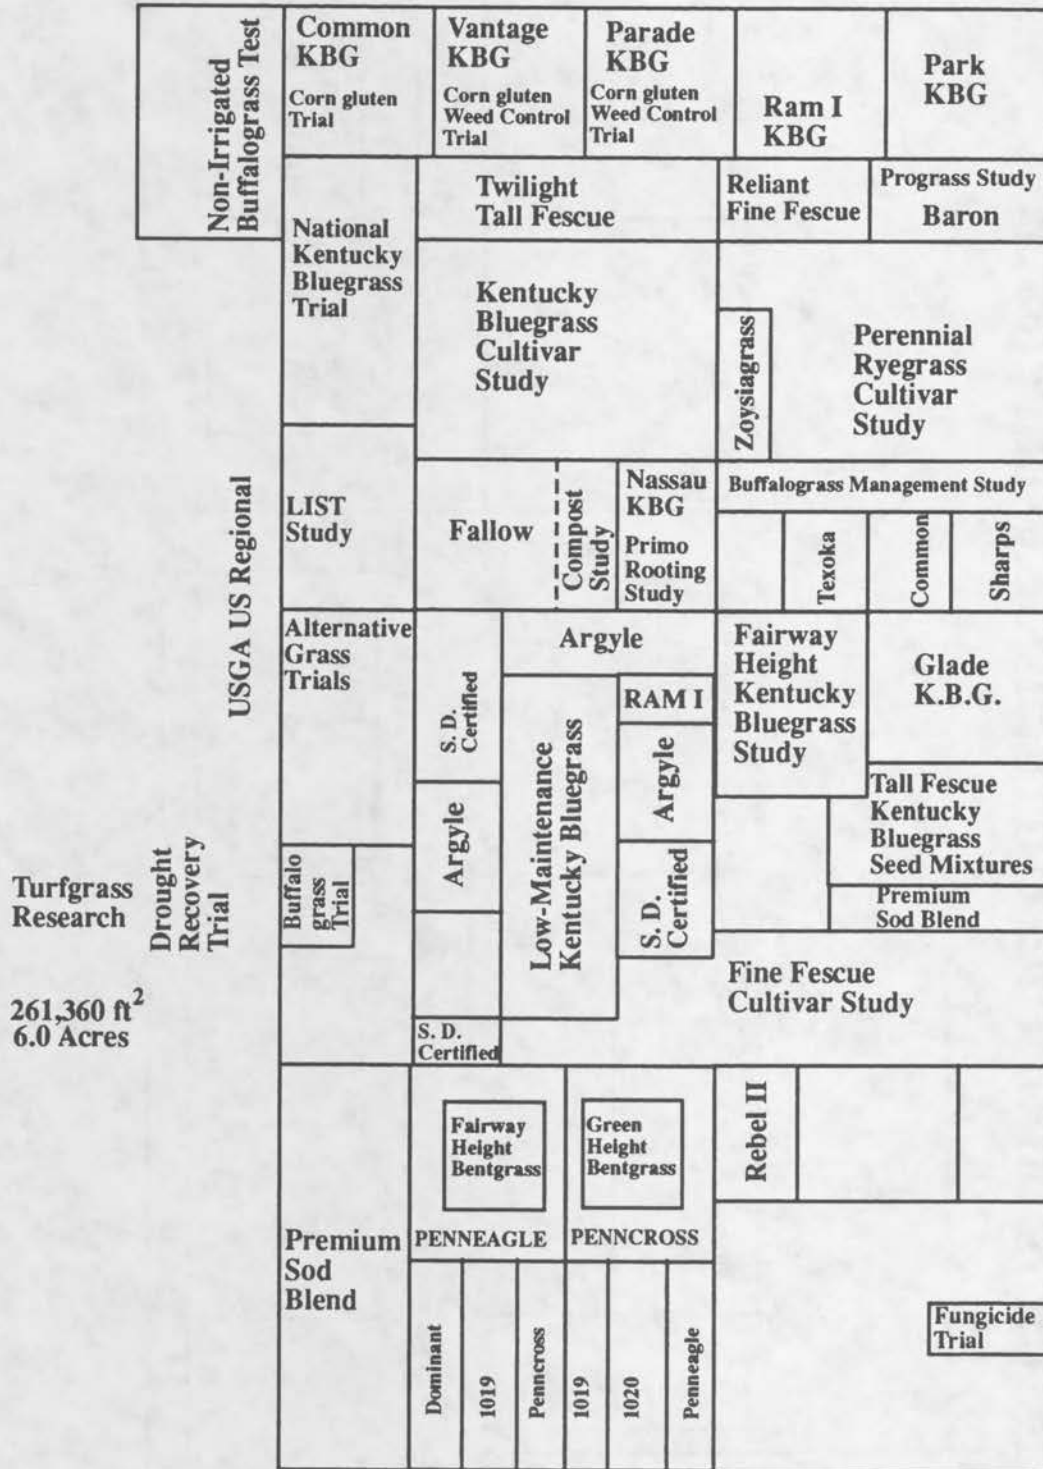 Non-Irrigated
Buffalograss Test
Common
KBG
Corn gluten
Trial
Vantage
KBG
Corn gluten
Weed Control
Trial
Parade
KBG
Corn gluten
Weed Control
Trial
Ram I
KBG
Park
KBG
National
Kentucky
Bluegrass
Trial
Twilight
Tall Fescue
Reliant
Fine Fescue
Prograss Study
Baron
Kentucky
Bluegrass
Cultivar
Study
Zoysiagrass
Perennial
Ryegrass
Cultivar
Study
USGA US Regional
LIST
Study
Fallow
Compost
Study
Nassau
KBG
Primo
Rooting
Study
Buffalograss Management Study
Texoka
Common
Sharps
Alternative
Grass
Trials
S. D.
Certified
Argyle
Argyle
Low-Maintenance
Kentucky Bluegrass
RAM I
Argyle
S. D.
Certified
Fairway
Height
Kentucky
Bluegrass
Study
Glade
K.B.G.
Tall Fescue
Kentucky
Bluegrass
Seed Mixtures
Premium
Sod Blend
Turfgrass
Research
Drought
Recovery
Trial
Buffalo
grass
Trial
261,360 ft²
6.0 Acres
S. D.
Certified
Fine Fescue
Cultivar Study
Premium
Sod
Blend
Fairway
Height
Bentgrass
PENNEAGLE
Green
Height
Bentgrass
PENNCROSS
Rebel II
Dominant
1019
Penncross
1019
1020
Penneagle
Fungicide
Trial